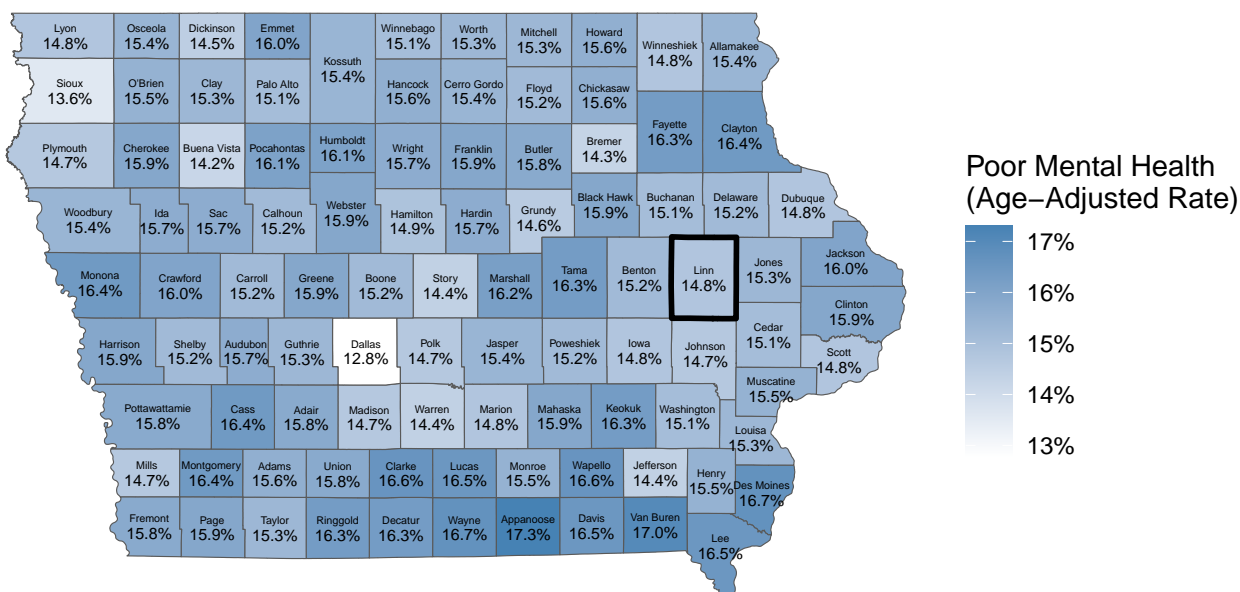 Lyon
14.8%
Osceola
15.4%
Dickinson
14.5%
Emmet
16.0%
Kossuth
15.4%
Winnebago
15.1%
Worth
15.3%
Mitchell
15.3%
Howard
15.6%
Winneshiek
14.8%
Allamakee
15.4%
Sioux
13.6%
O'Brien
15.5%
Clay
15.3%
Palo Alto
15.1%
Hancock
15.6%
Cerro Gordo
15.4%
Floyd
15.2%
Chickasaw
15.6%
Fayette
16.3%
Clayton
16.4%
Plymouth
14.7%
Cherokee
15.9%
Buena Vista
14.2%
Pocahontas
16.1%
Humboldt
16.1%
Wright
15.7%
Franklin
15.9%
Butler
15.8%
Bremer
14.3%
Woodbury
15.4%
Ida
15.7%
Sac
15.7%
Calhoun
15.2%
Webster
15.9%
Hamilton
14.9%
Hardin
15.7%
Grundy
14.6%
Black Hawk
15.9%
Buchanan
15.1%
Delaware
15.2%
Dubuque
14.8%
Monona
16.4%
Crawford
16.0%
Carroll
15.2%
Greene
15.9%
Boone
15.2%
Story
14.4%
Marshall
16.2%
Tama
16.3%
Benton
15.2%
Linn
14.8%
Jones
15.3%
Jackson
16.0%
Clinton
15.9%
Harrison
15.9%
Shelby
15.2%
Audubon
15.7%
Guthrie
15.3%
Dallas
12.8%
Polk
14.7%
Jasper
15.4%
Poweshiek
15.2%
Iowa
14.8%
Johnson
14.7%
Cedar
15.1%
Scott
14.8%
Muscatine
15.5%
Pottawattamie
15.8%
Cass
16.4%
Adair
15.8%
Madison
14.7%
Warren
14.4%
Marion
14.8%
Mahaska
15.9%
Keokuk
16.3%
Washington
15.1%
Louisa
15.3%
Mills
14.7%
Montgomery
16.4%
Adams
15.6%
Union
15.8%
Clarke
16.6%
Lucas
16.5%
Monroe
15.5%
Wapello
16.6%
Jefferson
14.4%
Henry
15.5%
Des Moines
16.7%
Fremont
15.8%
Page
15.9%
Taylor
15.3%
Ringgold
16.3%
Decatur
16.3%
Wayne
16.7%
Appanoose
17.3%
Davis
16.5%
Van Buren
17.0%
Lee
16.5%
Poor Mental Health
(Age−Adjusted Rate)
17%
16%
15%
14%
13%